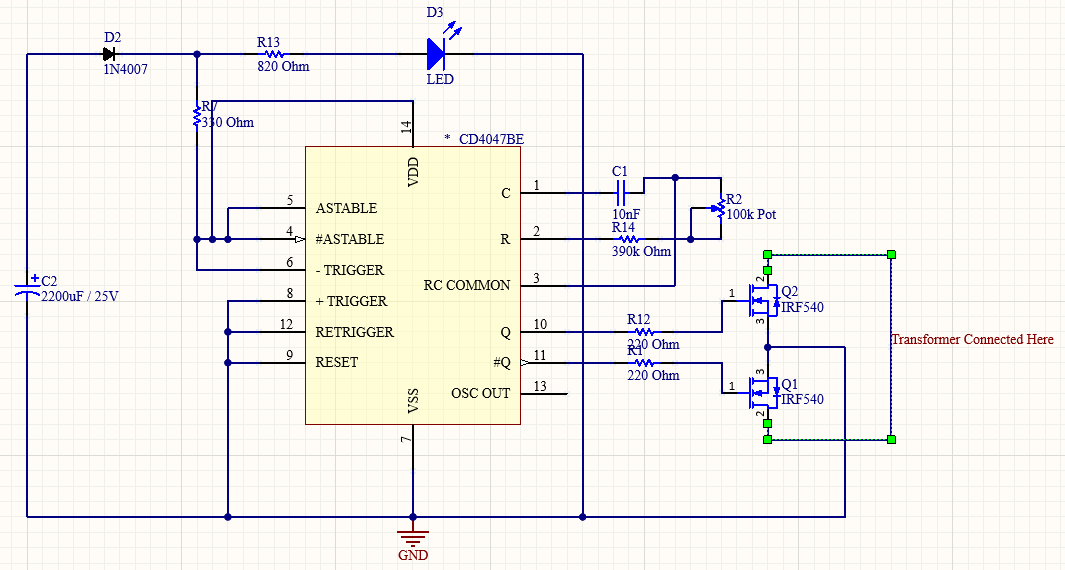 D3
D2
R13
1N4007
820 Ohm
LED
R7
330 Ohm
14
* CD4047BE
VDD
C1
C
1
5
ASTABLE
10nF
R2
100k Pot
R14
R
2
4
#ASTABLE
390k Ohm
6
- TRIGGER
C2
2200uF / 25V
RC COMMON
3
8
+ TRIGGER
2
1
Q2
IRF540
3
R12
12
RETRIGGER
Q
10
220 Ohm
Transformer Connected Here
R1
9
RESET
#Q
11
220 Ohm
3
1
Q1
IRF540
2
OSC OUT
13
VSS
7
GND